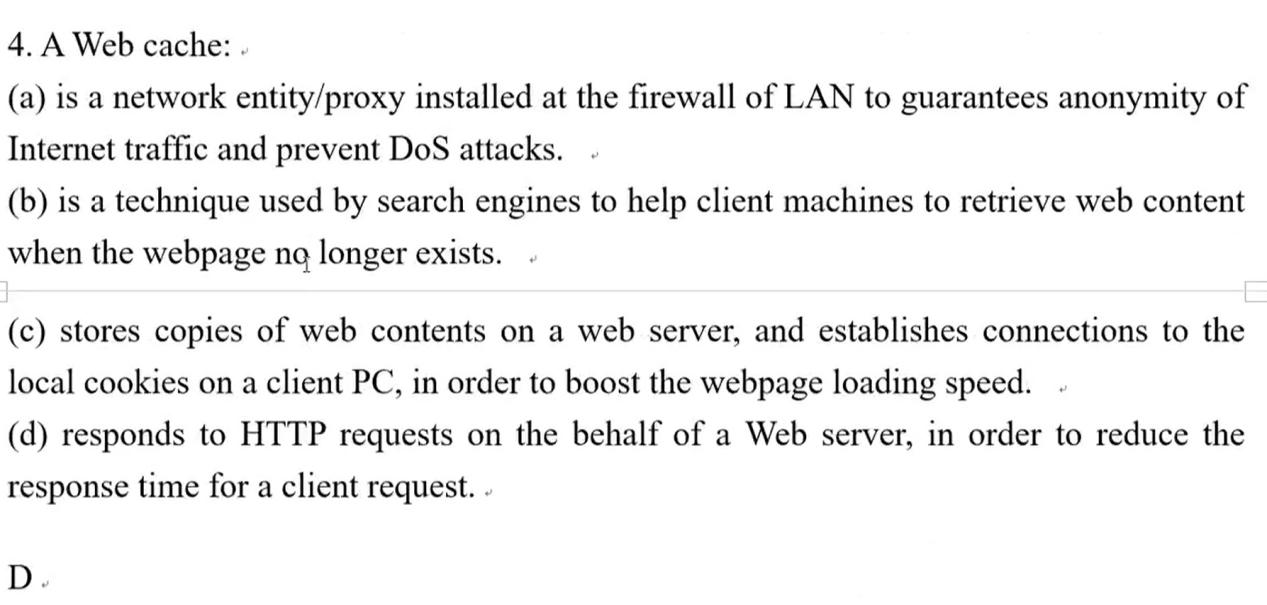 4. A Web cache:
(a) is a network entity/proxy installed at the firewall of LAN to guarantees anonymity of
Internet traffic and prevent DoS attacks.
(b) is a technique used by search engines to help client machines to retrieve web content
when the webpage no longer exists.
(c) stores copies of web contents on a web server, and establishes connections to the
local cookies on a client PC, in order to boost the webpage loading speed.
(d) responds to HTTP requests on the behalf of a Web server, in order to reduce the
response time for a client request.
D